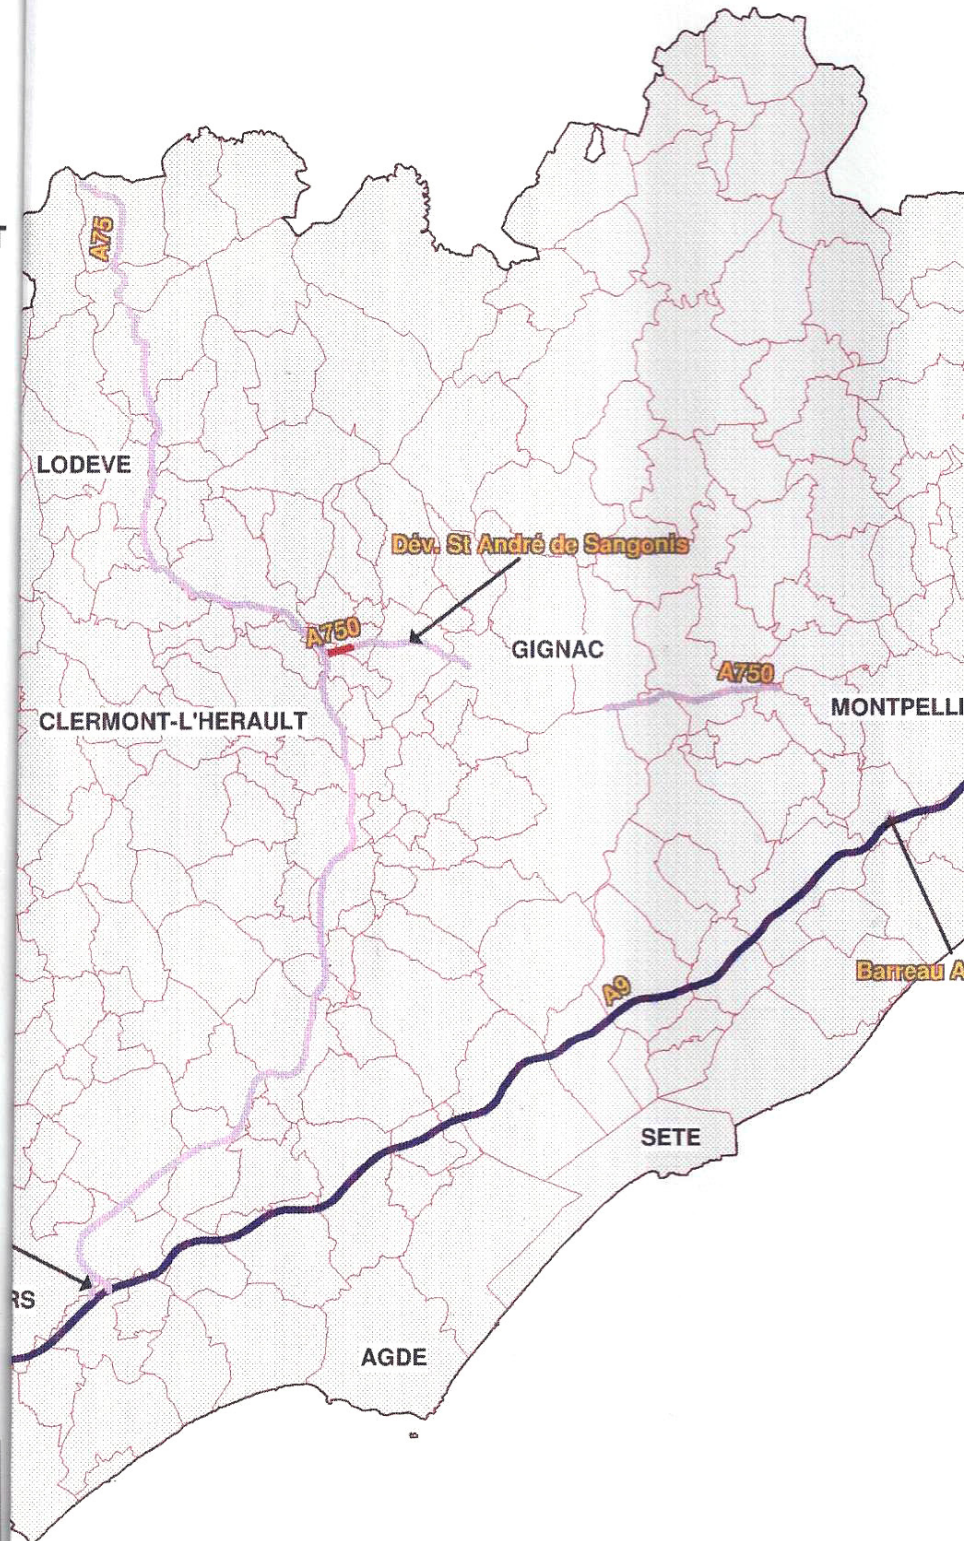 A75
LODEVE
Dév. St André de Sangonis
A750
GIGNAC
A750
CLERMONT-L'HERAULT
MONTPELLI
A9
Barreau A
SETE
RS
AGDE